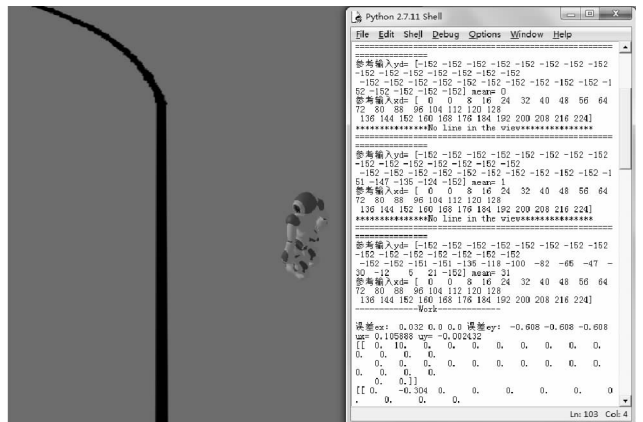 Python 2.7.11 Shell
File Edit Shell Debug Options Window Help
================================================
===============
参考输入yd= [-152 -152 -152 -152 -152 -152 -152 -152
-152 -152 -152 -152 -152 -152 -152
-152 -152 -152 -152 -152 -152 -152 -152 -152 -1
52 -152 -152 -152 -152] mean= 0
参考输入xd= [ 0 0 8 16 24 32 40 48 56 64
72 80 88 96 104 112 120 128
136 144 152 160 168 176 184 192 200 208 216 224]
***************No line in the view***************
================================================
===============
参考输入yd= [-152 -152 -152 -152 -152 -152 -152 -152
-152 -152 -152 -152 -152 -152 -152
-152 -152 -152 -152 -152 -152 -152 -152 -152 -1
51 -147 -135 -124 -152] mean= 1
参考输入xd= [ 0 0 8 16 24 32 40 48 56 64
72 80 88 96 104 112 120 128
136 144 152 160 168 176 184 192 200 208 216 224]
***************No line in the view***************
================================================
===============
参考输入yd= [-152 -152 -152 -152 -152 -152 -152 -152
-152 -152 -152 -152 -152 -152 -152
-152 -152 -151 -151 -135 -118 -100 -82 -65 -47 -
30 -12 5 21 -152] mean= 31
参考输入xd= [ 0 0 8 16 24 32 40 48 56 64
72 80 88 96 104 112 120 128
136 144 152 160 168 176 184 192 200 208 216 224]
-------------Work-------------
误差ex: 0.032 0.0 0.0 误差ey: -0.608 -0.608 -0.608
ux= 0.105888 uy= -0.002432
[[ 0. 10. 0. 0. 0. 0. 0. 0. 0.
0. 0. 0. 0.
0. 0. 0. 0. 0. 0. 0. 0. 0.
0. 0. 0. 0.
0. 0.]]
[[ 0. -0.304 0. 0. 0. 0. 0
. 0. 0. 0.
Ln: 103 Col: 4